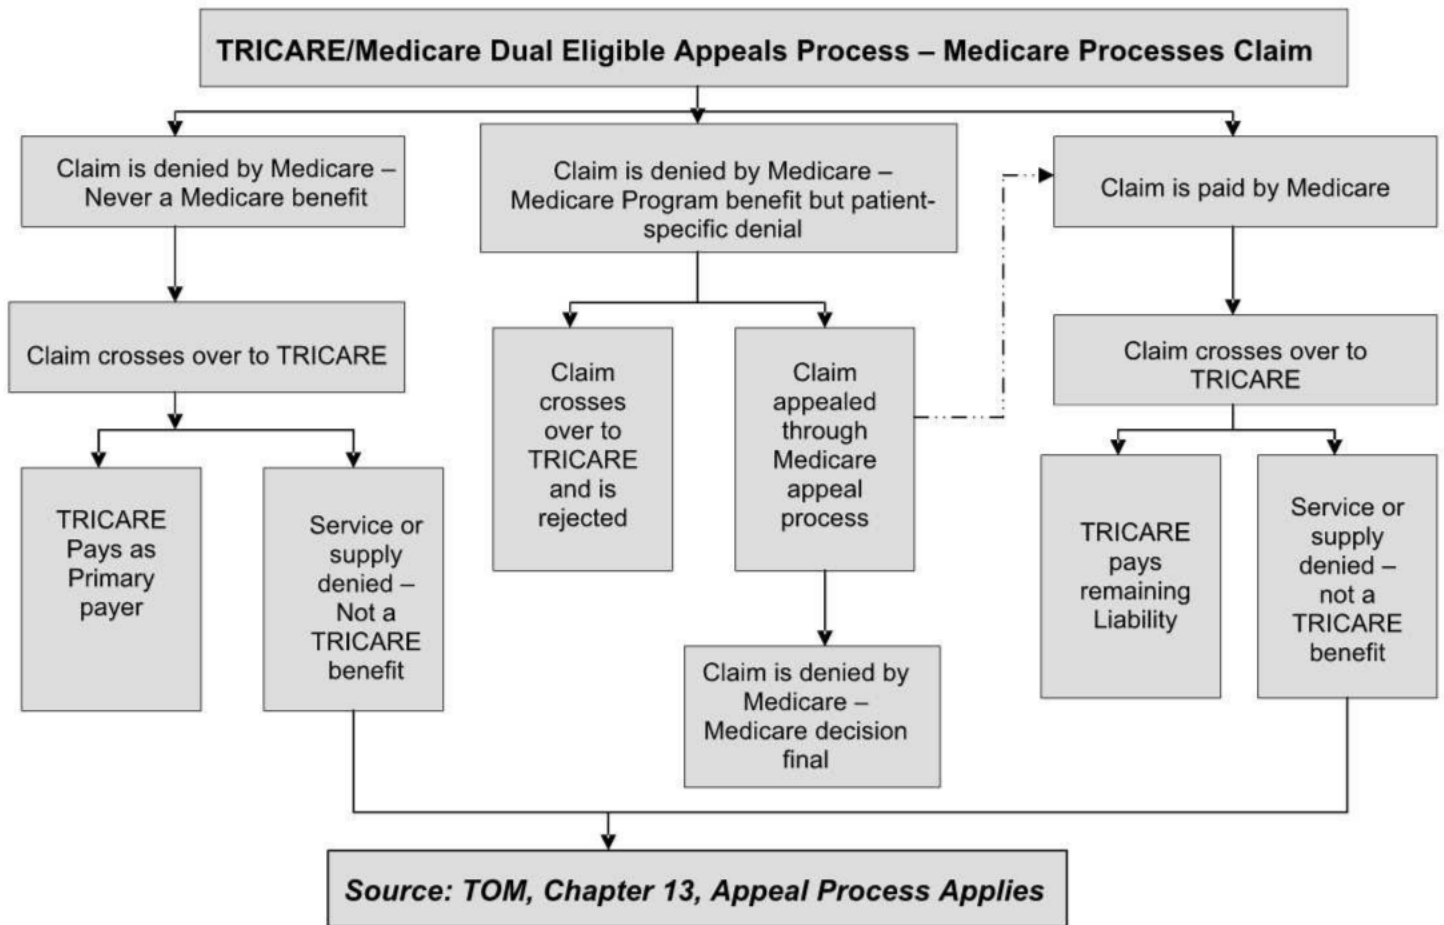 TRICARE/Medicare Dual Eligible Appeals Process – Medicare Processes Claim
Claim is denied by Medicare –
Never a Medicare benefit
Claim is denied by Medicare –
Medicare Program benefit but patient-
specific denial
Claim is paid by Medicare
Claim crosses over to TRICARE
Claim
crosses
over to
TRICARE
and is
rejected
Claim
appealed
through
Medicare
appeal
process
Claim crosses over to
TRICARE
TRICARE
Pays as
Primary
payer
Service or
supply
denied –
Not a
TRICARE
benefit
Claim is denied by
Medicare –
Medicare decision
final
TRICARE
pays
remaining
Liability
Service or
supply
denied –
not a
TRICARE
benefit
Source: TOM, Chapter 13, Appeal Process Applies